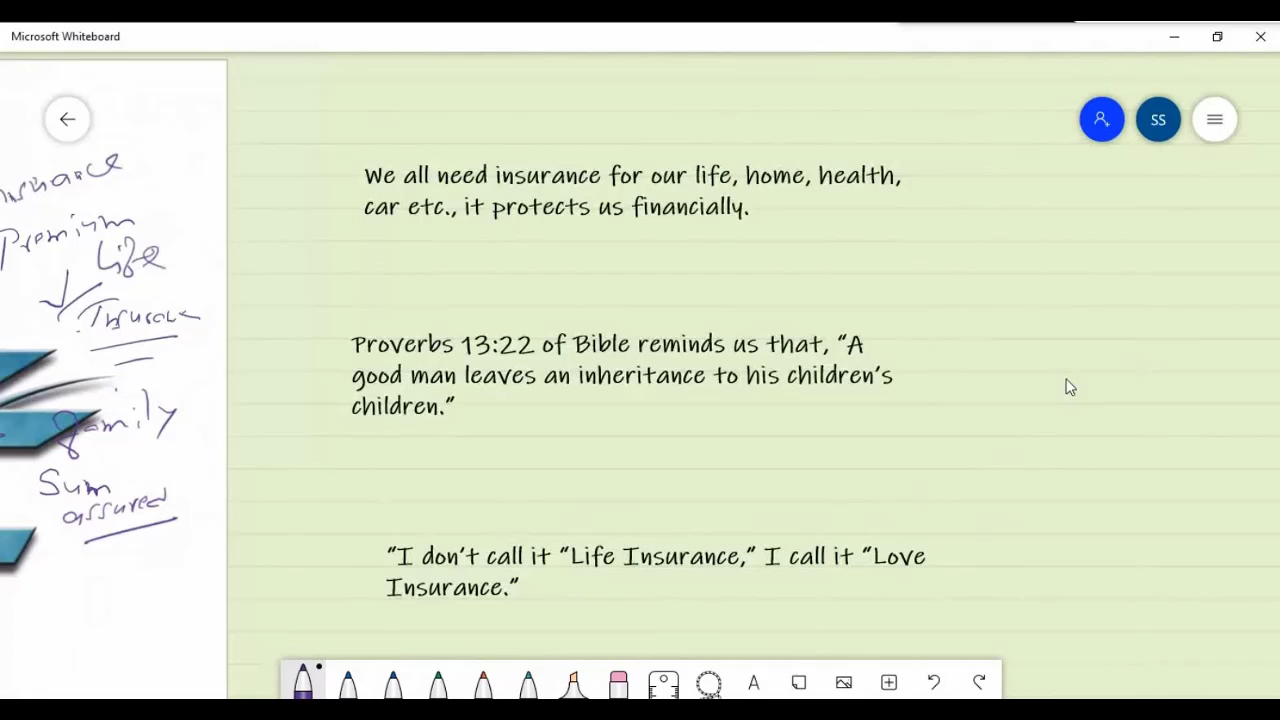 Microsoft Whiteboard
SS
Insurance
Premium
Life
Insurance
family
Sum
assured
We all need insurance for our life, home, health,
car etc., it protects us financially.
Proverbs 13:22 of Bible reminds us that, “A
good man leaves an inheritance to his children’s
children.”
"I don’t call it “Life Insurance,” I call it “Love
Insurance.”
A